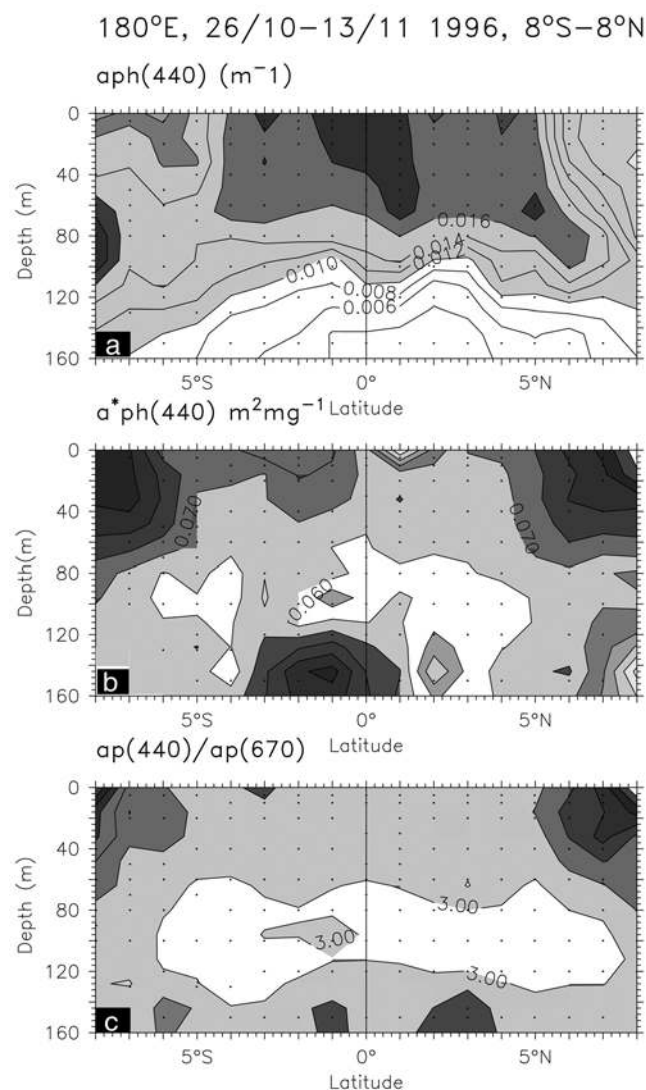 180°E, 26/10–13/11 1996, 8°S–8°N
aph(440) (m⁻¹)
0
40
80
120
160
Depth (m)
0.016
0.014
0.012
0.010
0.008
0.006
a
5°S 0° 5°N
Latitude
a*ph(440) m²mg⁻¹
0
40
80
120
160
Depth(m)
0.070
0.070
0.060
b
5°S 0° 5°N
Latitude
ap(440)/ap(670)
0
40
80
120
160
Depth (m)
3.00
3.00
3.00
c
5°S 0° 5°N
Latitude